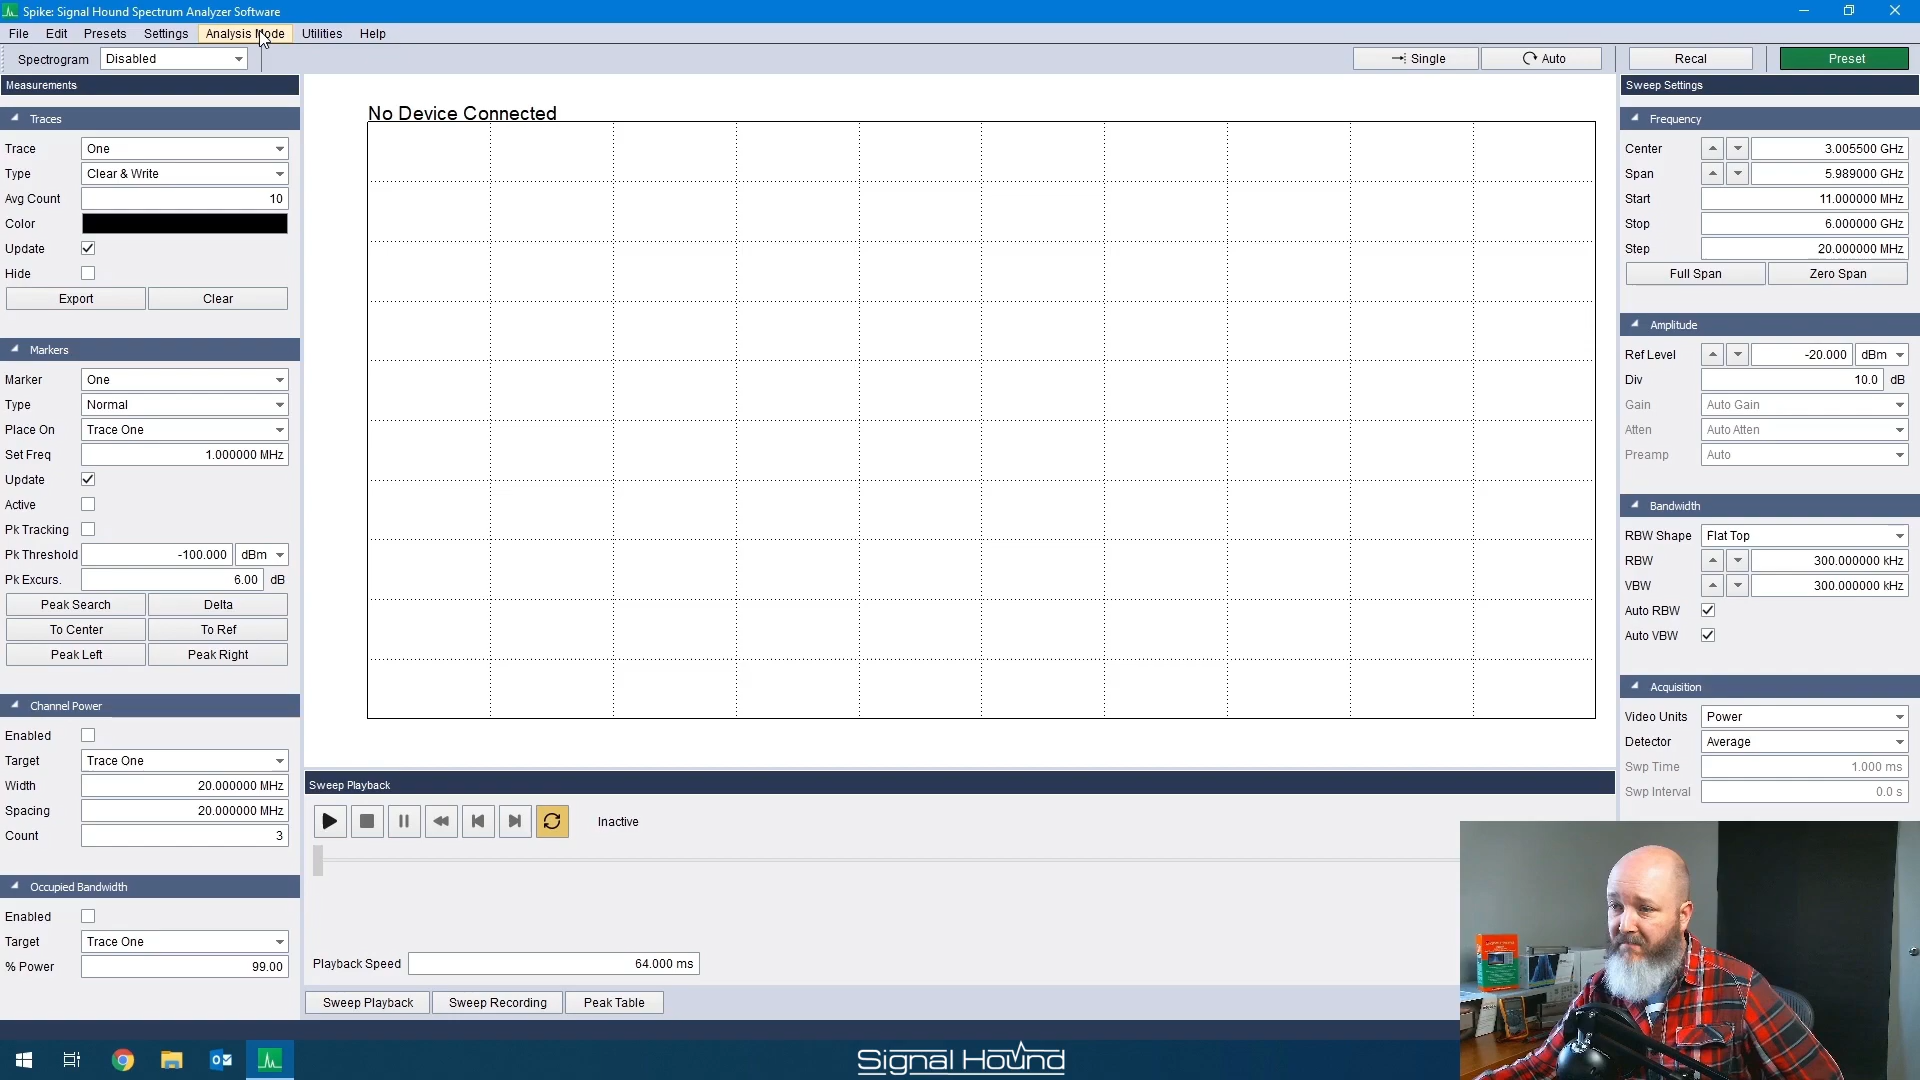 Spike: Signal Hound Spectrum Analyzer Software
File Edit Presets Settings Analysis Mode Utilities Help
Spectrogram Disabled Single Auto Recal Preset
Measurements
Traces
Trace One
Type Clear & Write
Avg Count 10
Color
Update
Hide
Export Clear
Markers
Marker One
Type Normal
Place On Trace One
Set Freq 1.000000 MHz
Update
Active
Pk Tracking
Pk Threshold -100.000 dBm
Pk Excurs. 6.00 dB
Peak Search Delta
To Center To Ref
Peak Left Peak Right
Channel Power
Enabled
Target Trace One
Width 20.000000 MHz
Spacing 20.000000 MHz
Count 3
Occupied Bandwidth
Enabled
Target Trace One
% Power 99.00
No Device Connected
Sweep Playback
Inactive
Playback Speed 64.000 ms
Sweep Playback Sweep Recording Peak Table
Sweep Settings
Frequency
Center 3.005500 GHz
Span 5.989000 GHz
Start 11.000000 MHz
Stop 6.000000 GHz
Step 20.000000 MHz
Full Span Zero Span
Amplitude
Ref Level -20.000 dBm
Div 10.0 dB
Gain Auto Gain
Atten Auto Atten
Preamp Auto
Bandwidth
RBW Shape Flat Top
RBW 300.000000 kHz
VBW 300.000000 kHz
Auto RBW
Auto VBW
Acquisition
Video Units Power
Detector Average
Swp Time 1.000 ms
Swp Interval 0.0 s
Signal Hound